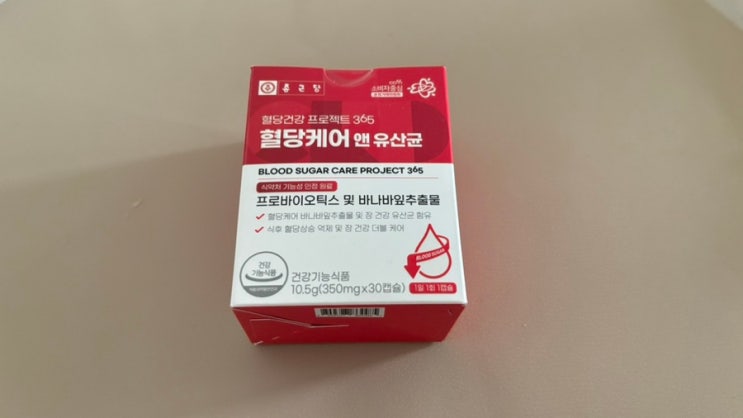 종근당
소비자중심
혈당건강 프로젝트 365
혈당케어 앤 유산균
BLOOD SUGAR CARE PROJECT 365
식약처 기능성 인정 원료
프로바이오틱스 및 바나바잎추출물
혈당케어 바나바잎추출물 및 장 건강 유산균 함유
식후 혈당상승 억제 및 장 건강 더블 케어
BLOOD SUGAR
건강
기능식품
건강기능식품
10.5g(350mg x 30캡슐)
1일 1회 1캡슐